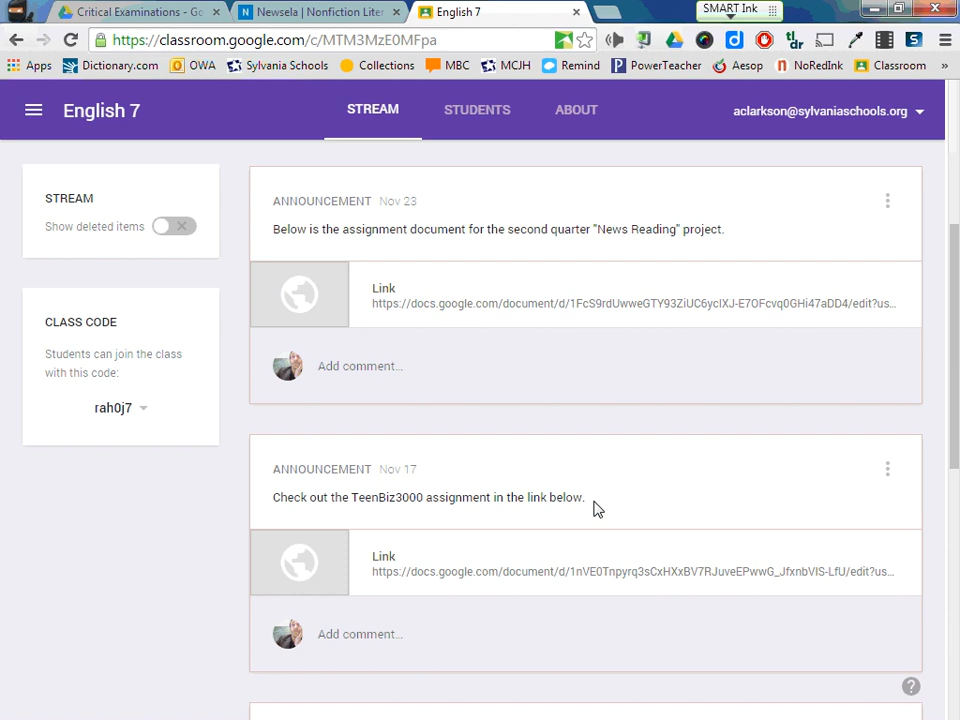 SMART Ink
Critical Examinations - Go
Newsela | Nonfiction Liter
English 7
https://classroom.google.com/c/MTM3MzE0MFpa
Apps
Dictionary.com
OWA
Sylvania Schools
Collections
MBC
MCJH
Remind
PowerTeacher
Aesop
NoRedInk
Classroom
»
English 7
STREAM
STUDENTS
ABOUT
aclarkson@sylvaniaschools.org
STREAM
Show deleted items
CLASS CODE
Students can join the class
with this code:
rah0j7
ANNOUNCEMENT Nov 23
Below is the assignment document for the second quarter "News Reading" project.
Link
https://docs.google.com/document/d/1FcS9rdUwweGTY93ZiUC6ycIXJ-E7OFcvq0GHi47aDD4/edit?us...
Add comment...
ANNOUNCEMENT Nov 17
Check out the TeenBiz3000 assignment in the link below.
Link
https://docs.google.com/document/d/1nVE0Tnpyrq3sCxHXxBV7RJuveEPwwG_JfxnbVIS-LfU/edit?us...
Add comment...
?